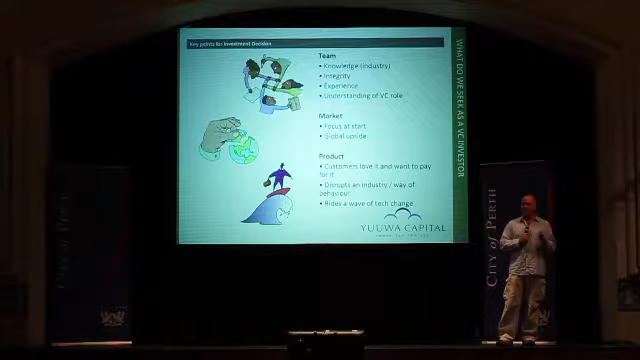 Key points for Investment Decision
Team
• Knowledge (industry)
• Integrity
• Experience
• Understanding of VC role
Market
• Focus at start
• Global upside
Product
• Customers love it and want to pay
for it
• Disrupts an industry / way of
behaviour
• Rides a wave of tech change
YUUWA CAPITAL
WHAT DO WE SEEK AS A VC INVESTOR
CITY of PERTH